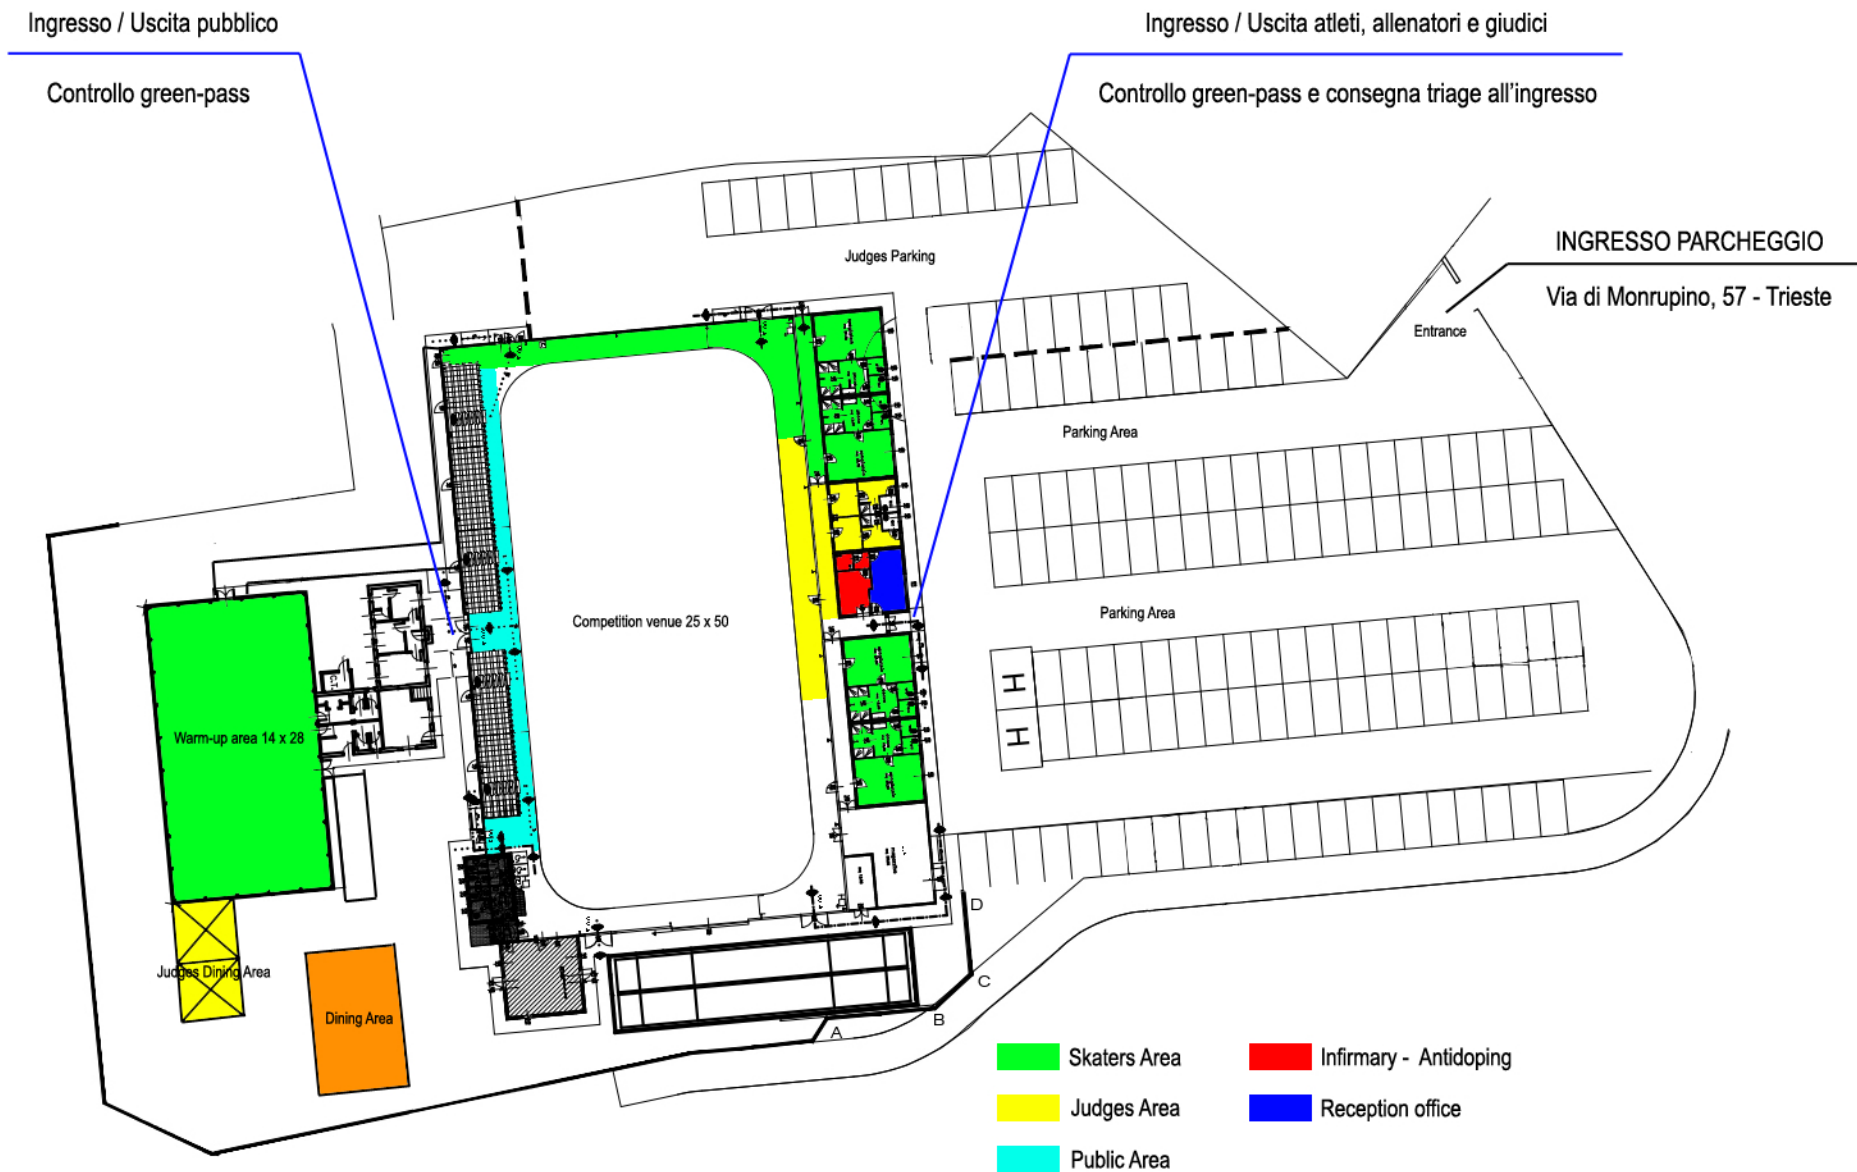 Ingresso / Uscita pubblico
Controllo green-pass
Ingresso / Uscita atleti, allenatori e giudici
Controllo green-pass e consegna triage all'ingresso
INGRESSO PARCHEGGIO
Via di Monrupino, 57 - Trieste
Judges Parking
Entrance
Parking Area
Parking Area
Competition venue 25 x 50
H
H
C.T.
Warm-up area 14 x 28
Judges Dining Area
Dining Area
D
C
B
A
Skaters Area
Judges Area
Public Area
Infirmary - Antidoping
Reception office